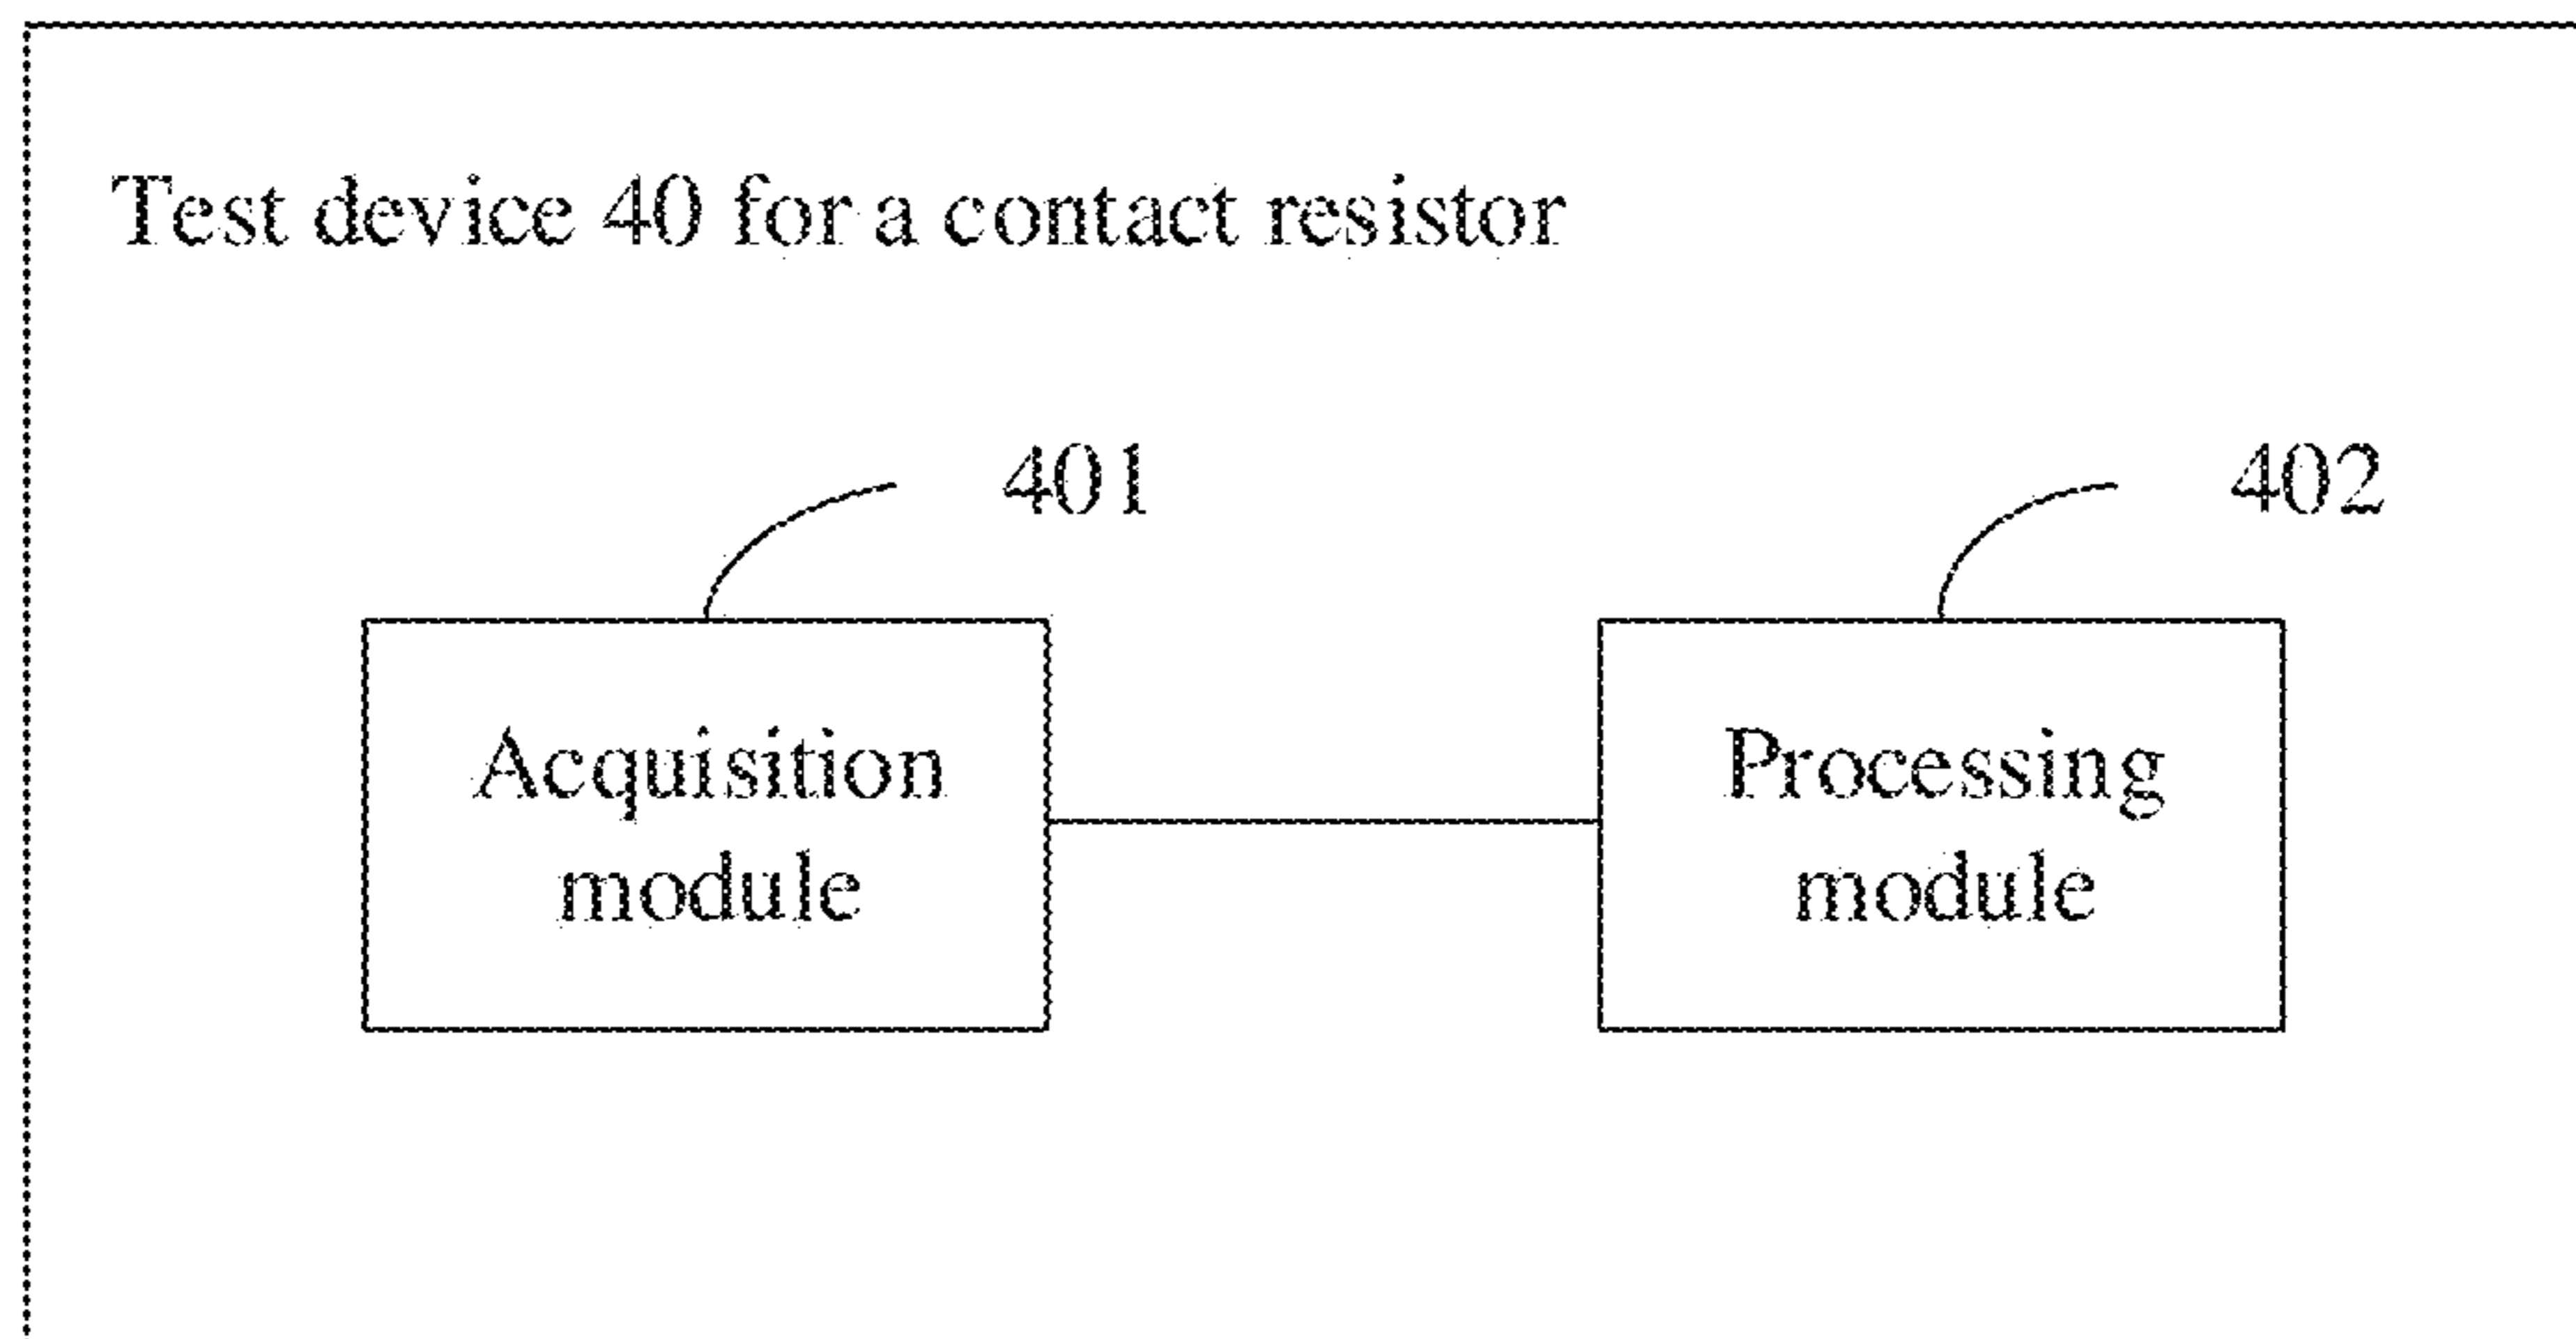 Test device 40 for a contact resistor
401
402
Acquisition
module
Processing
module